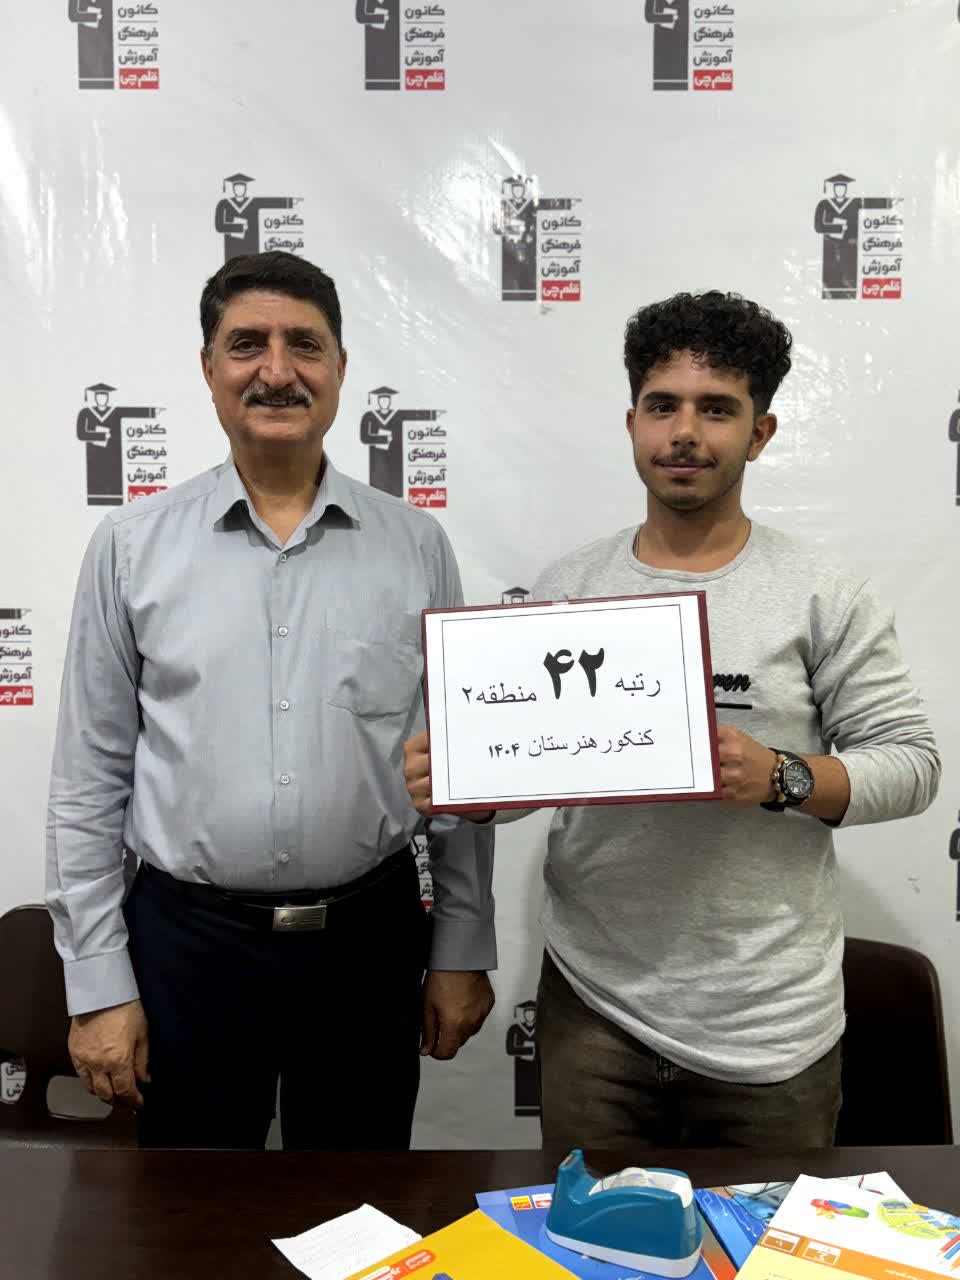 کانون
فرهنگی
آموزش
قلم‌چی
رتبه ۴۲ منطقه ۲
کنکور هنرستان ۱۴۰۴